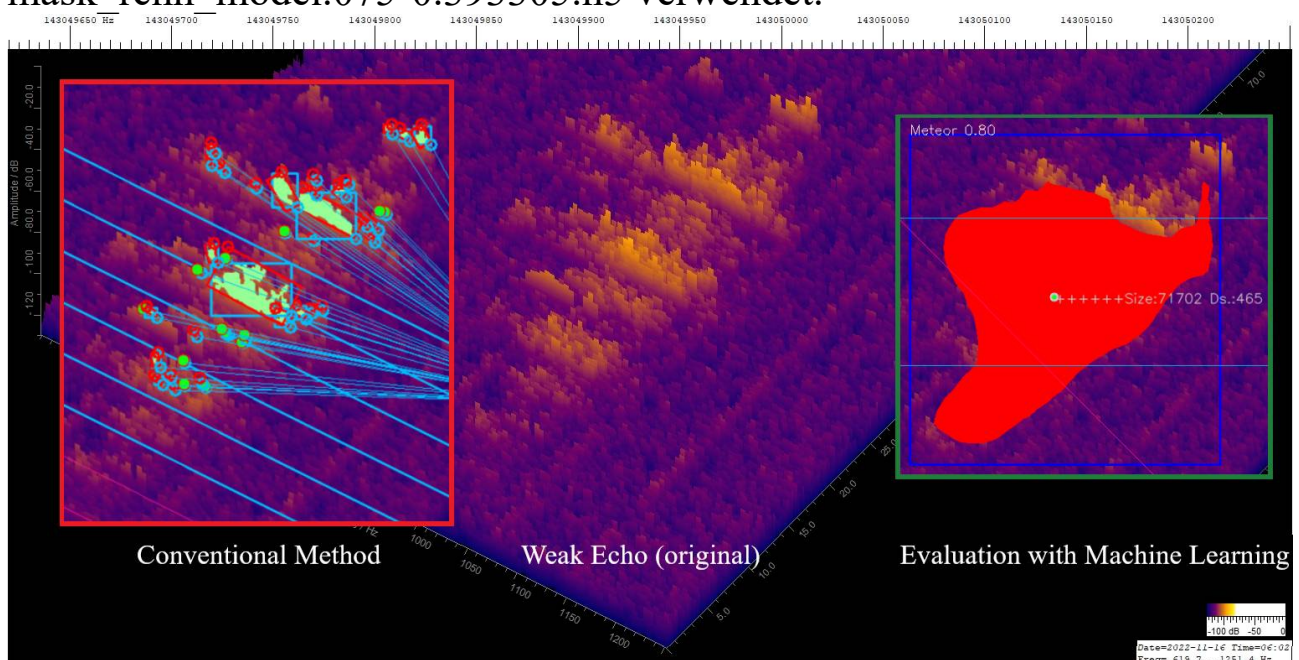 mask_rcnn_model.075-0.393305.h5 verwendet.
143049650 Hz 143049700 143049760 143049800 143049850 143049900 143049950 143050000 143050050 143050100 143050150 143050200
Meteor 0.80
-20.0
-40.0
-60.0
-80.0
-100
-120
Amplitude / dB
70.0
25.0
20.0
15.0
10.0
5.0
Size:71702 Ds.:465
Hz
1000
1050
1100
1150
1200
Conventional Method
Weak Echo (original)
Evaluation with Machine Learning
-100 dB -50 0
Date=2022-11-16 Time=06:02